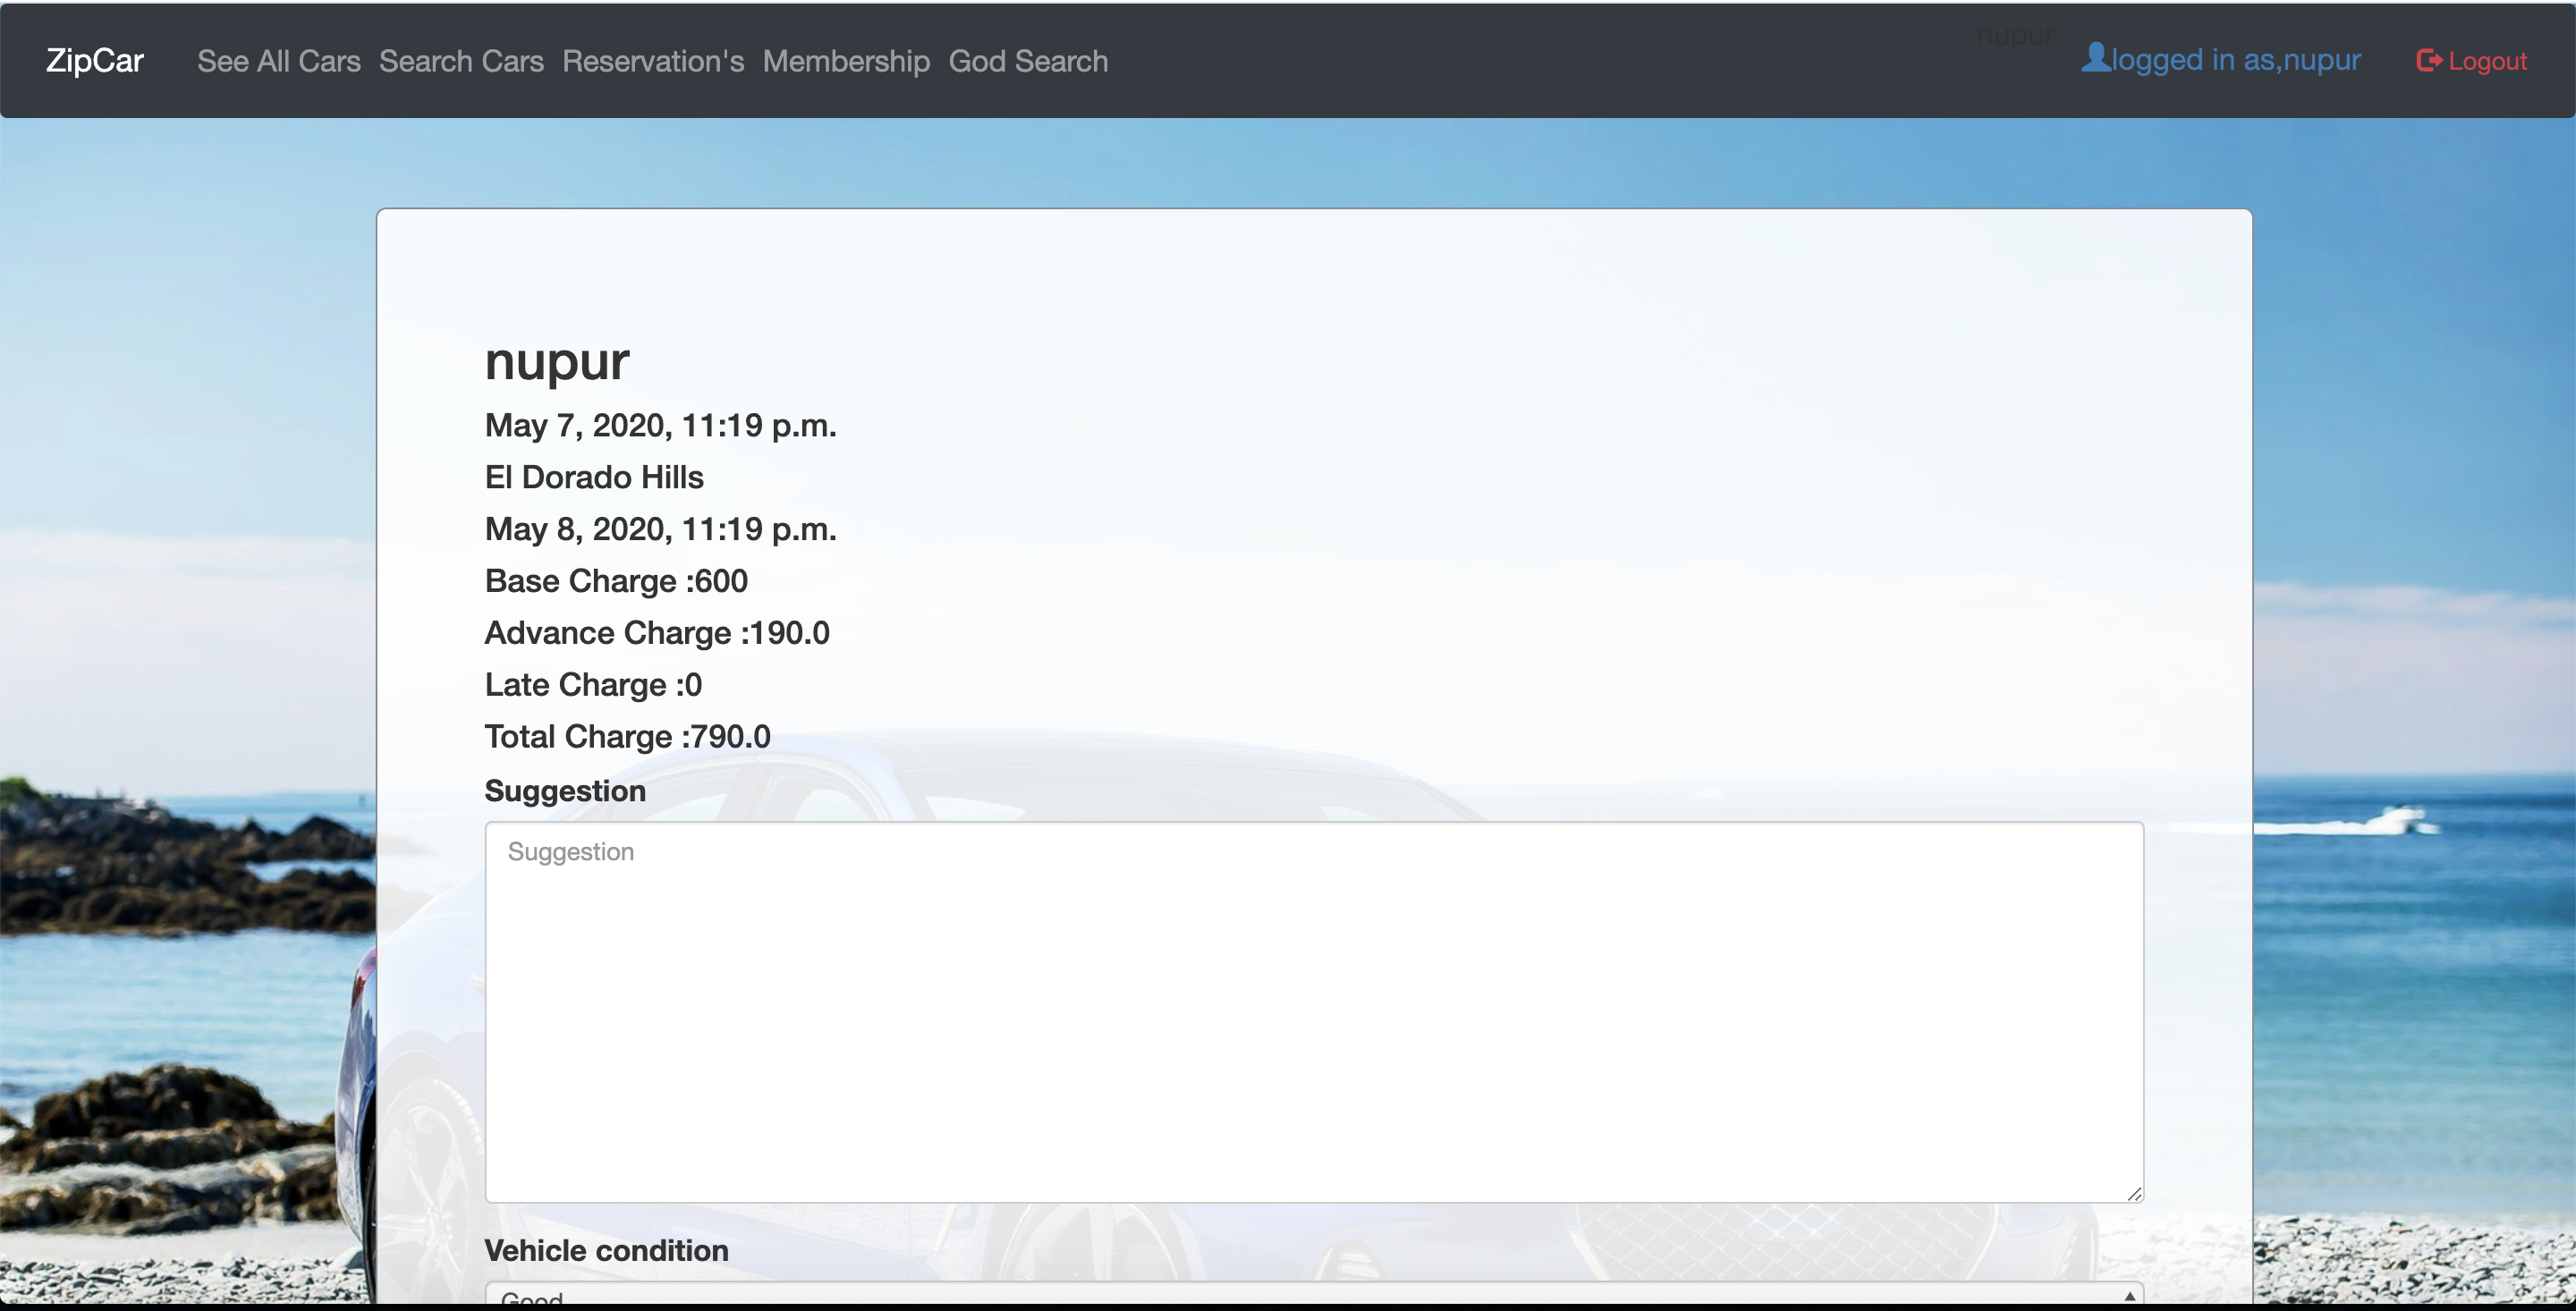 ZipCar See All Cars Search Cars Reservation's Membership God Search nupur logged in as,nupur Logout
nupur
May 7, 2020, 11:19 p.m.
El Dorado Hills
May 8, 2020, 11:19 p.m.
Base Charge :600
Advance Charge :190.0
Late Charge :0
Total Charge :790.0
Suggestion
Suggestion
Vehicle condition
Good